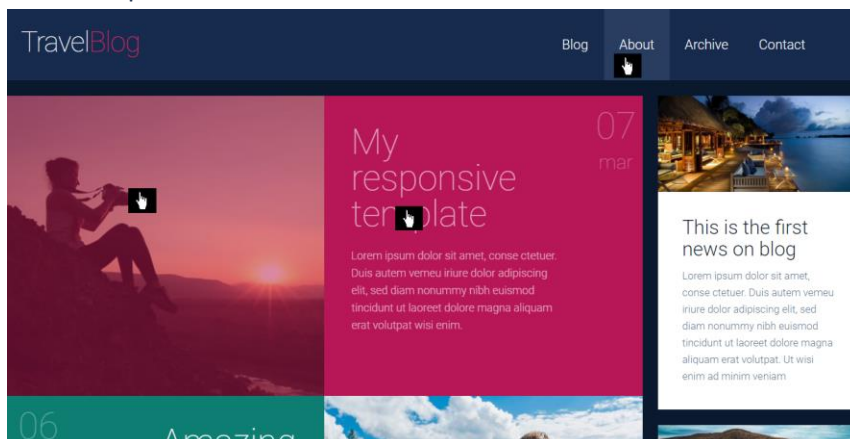 TravelBlog
Blog About Archive Contact
My
responsive
template
07
mar
Lorem ipsum dolor sit amet, conse ctetuer.
Duis autem verneu iriure dolor adipiscing
elit, sed diam nonummy nibh euismod
tincidunt ut laoreet dolore magna aliquam
erat volutpat wisi enim.
This is the first
news on blog
Lorem ipsum dolor sit amet,
conse ctetuer. Duis autem verneu
iriure dolor adipiscing elit, sed
diam nonummy nibh euismod
tincidunt ut laoreet dolore magna
aliquam erat volutpat. Ut wisi
enim ad minim veniam
06
Amazing